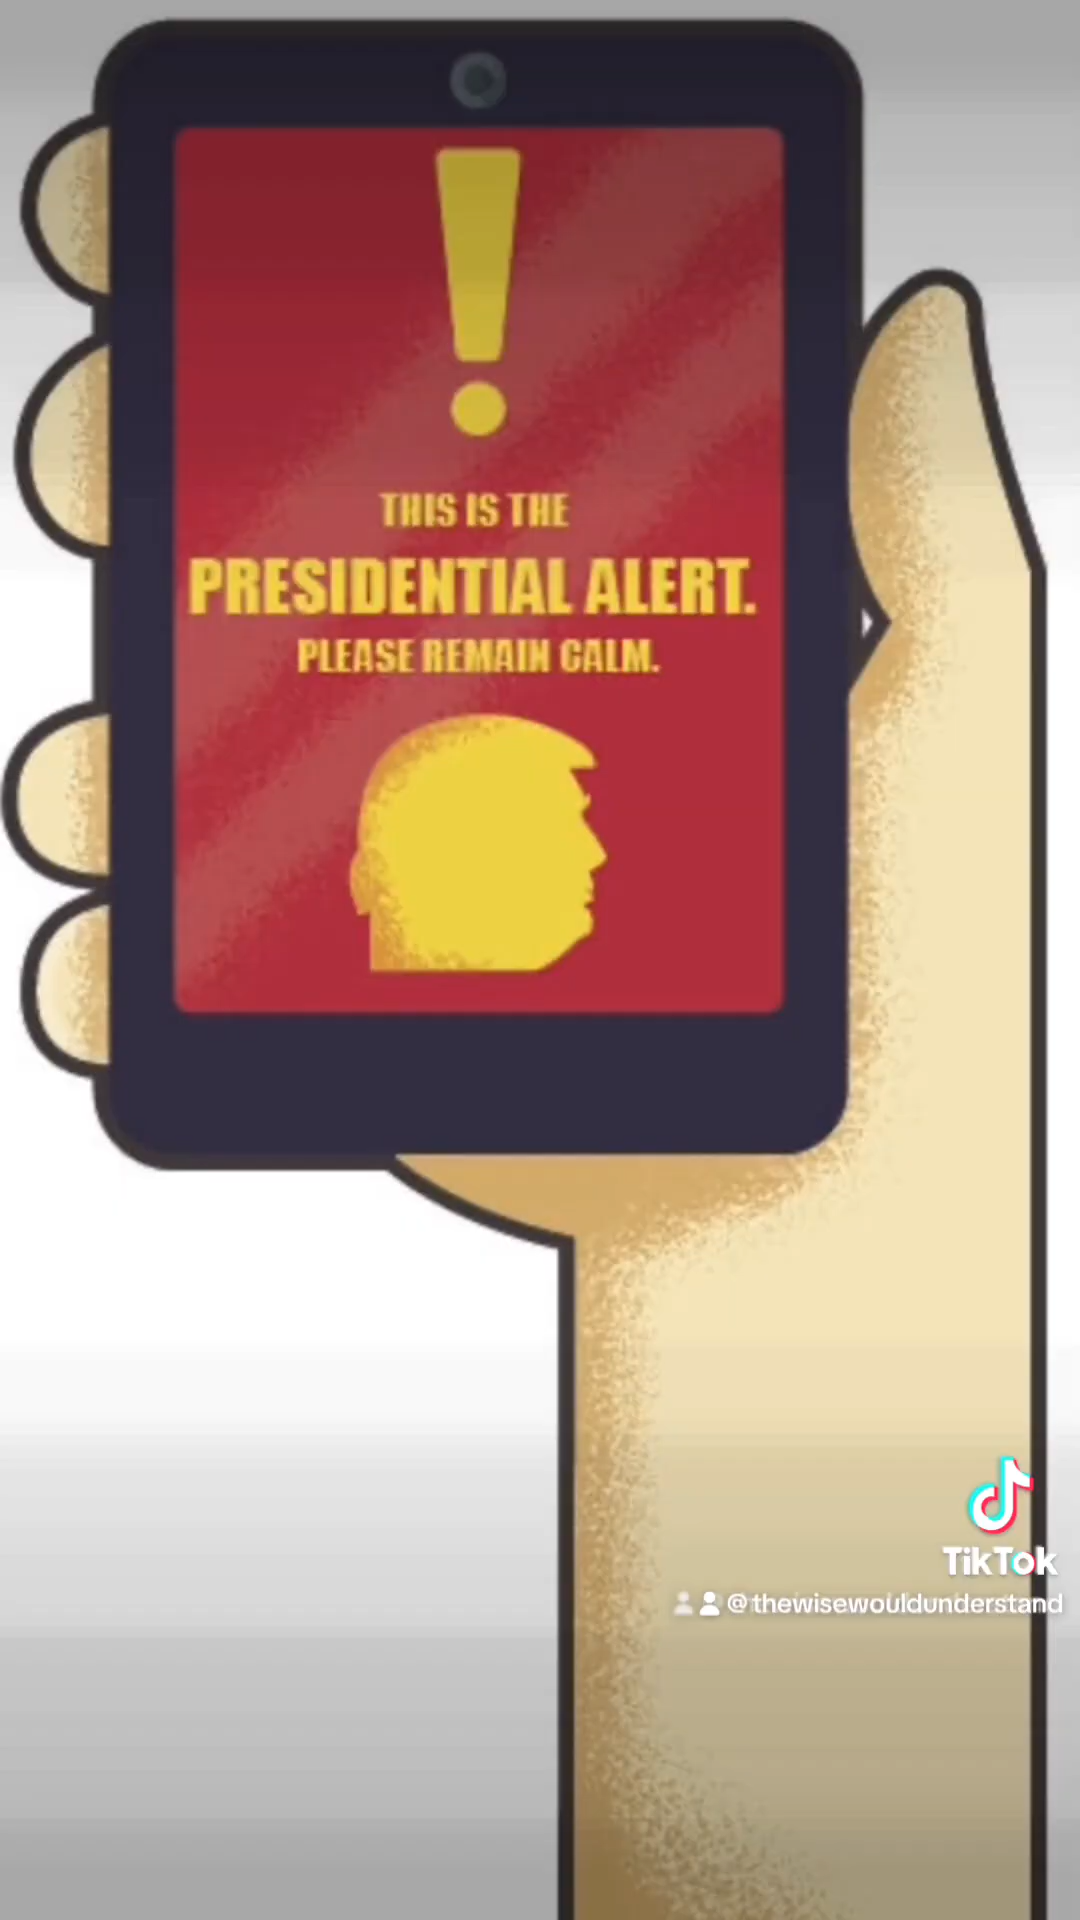 THIS IS THE
PRESIDENTIAL ALERT.
PLEASE REMAIN CALM.
TikTok
@thewisewouldunderstand